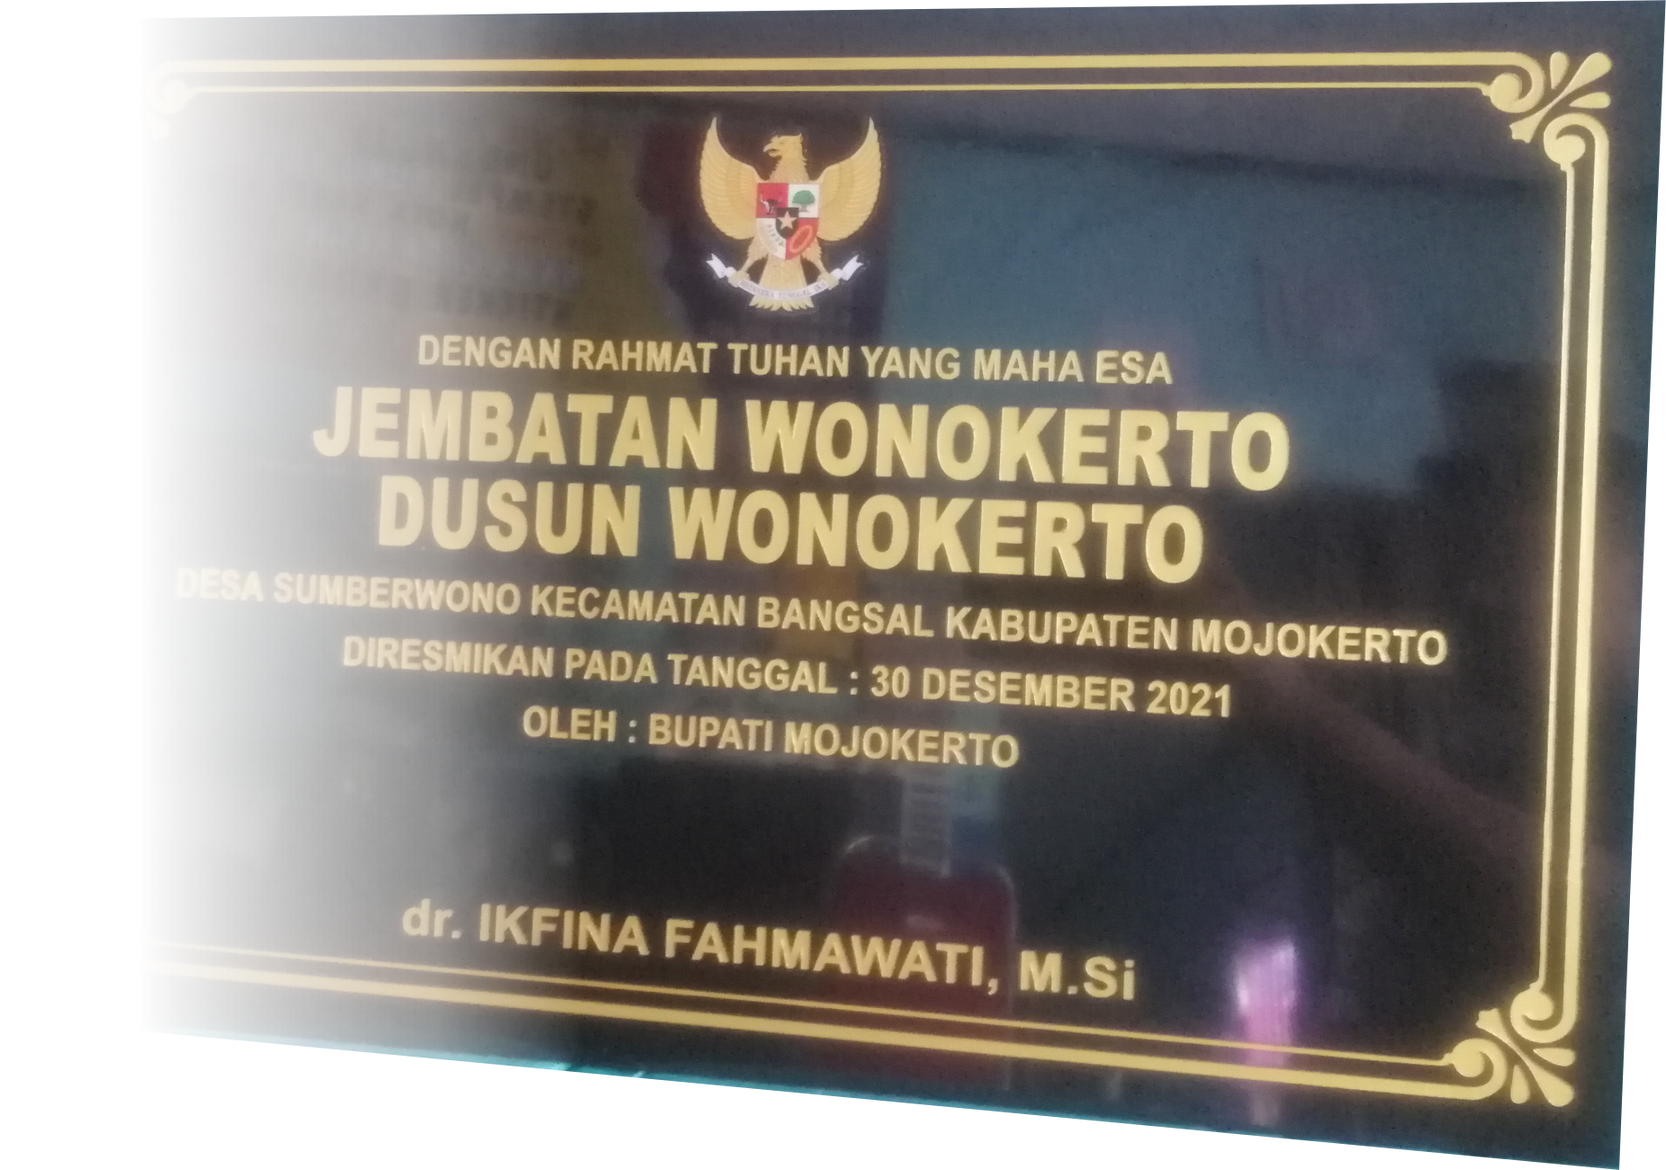 DENGAN RAHMAT TUHAN YANG MAHA ESA
JEMBATAN WONOKERTO
DUSUN WONOKERTO
DESA SUMBERWONO KECAMATAN BANGSAL KABUPATEN MOJOKERTO
DIRESMIKAN PADA TANGGAL : 30 DESEMBER 2021
OLEH : BUPATI MOJOKERTO
dr. IKFINA FAHMAWATI, M.Si